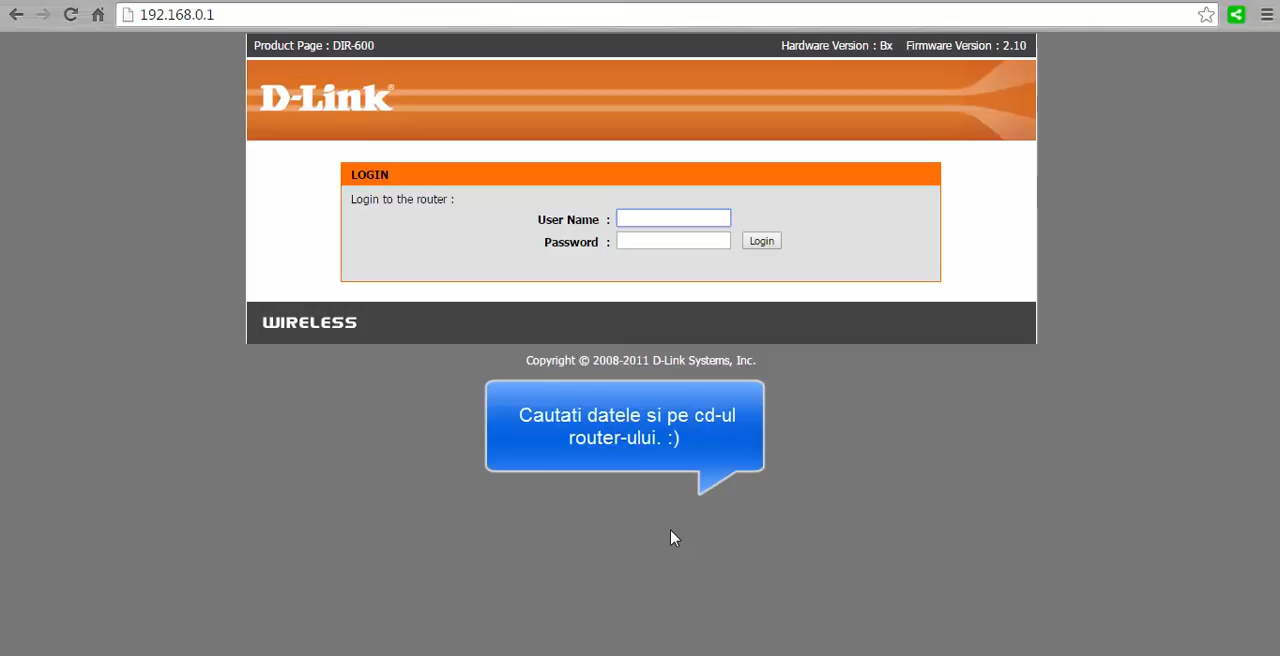 192.168.0.1
Product Page : DIR-600 Hardware Version : Bx Firmware Version : 2.10
D-Link®
LOGIN
Login to the router :
User Name :
Password : Login
WIRELESS
Copyright © 2008-2011 D-Link Systems, Inc.
Cautati datele si pe cd-ul
router-ului. :)